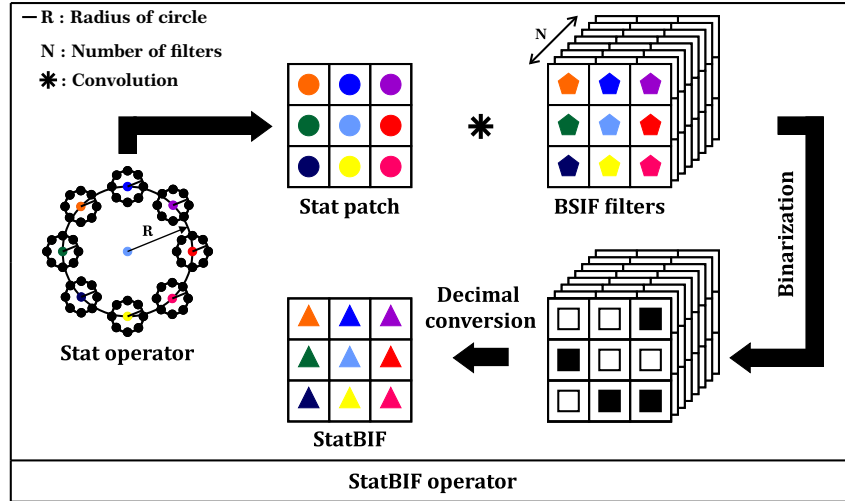 — R : Radius of circle
N : Number of filters
⁎ : Convolution
N
Stat patch
BSIF filters
R
Stat operator
Binarization
Decimal
conversion
StatBIF
StatBIF operator